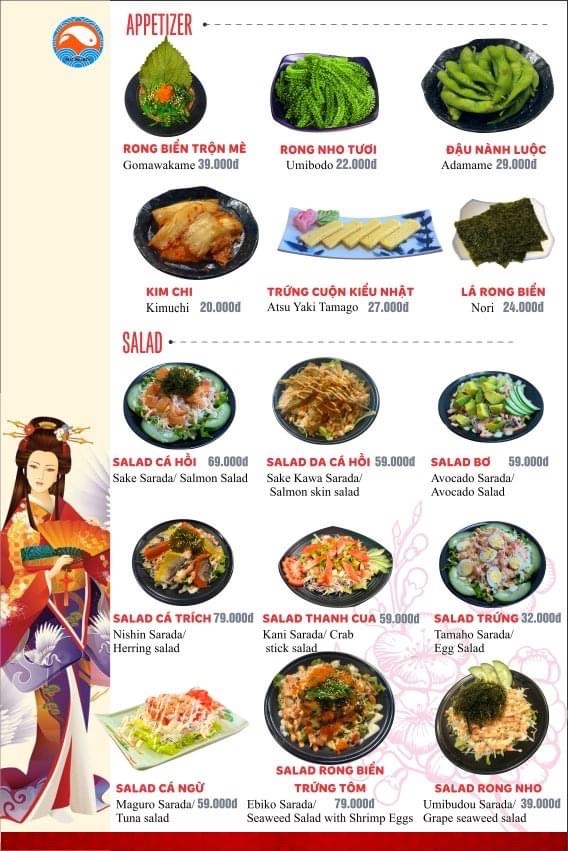 APPETIZER
RONG BIỂN TRỘN MÈ
Gomawakame 39.000đ
RONG NHO TƯƠI
Umibodo 22.000đ
ĐẬU NÀNH LUỘC
Adamame 29.000đ
KIM CHI
Kimuchi 20.000đ
TRỨNG CUỘN KIỂU NHẬT
Atsu Yaki Tamago 27.000đ
LÁ RONG BIỂN
Nori 24.000đ
SALAD
SALAD CÁ HỒI 69.000đ
Sake Sarada/ Salmon Salad
SALAD DA CÁ HỒI 59.000đ
Sake Kawa Sarada/
Salmon skin salad
SALAD BƠ 59.000đ
Avocado Sarada/
Avocado Salad
SALAD CÁ TRÍCH 79.000đ
Nishin Sarada/
Herring salad
SALAD THANH CUA 59.000đ
Kani Sarada/ Crab
stick salad
SALAD TRỨNG 32.000đ
Tamaho Sarada/
Egg Salad
SALAD CÁ NGỪ
Maguro Sarada/ 59.000đ
Tuna salad
SALAD RONG BIỂN
TRỨNG TÔM
Ebiko Sarada/ 79.000đ
Seaweed Salad with Shrimp Eggs
SALAD RONG NHO
Umibudou Sarada/ 39.000đ
Grape seaweed salad